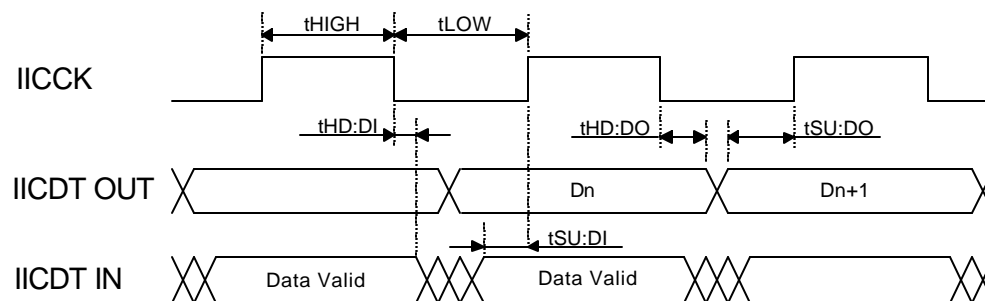 tHIGH tLOW
IICCK
tHD:DI tHD:DO tSU:DO
IICDT OUT Dn Dn+1
tSU:DI
IICDT IN Data Valid Data Valid